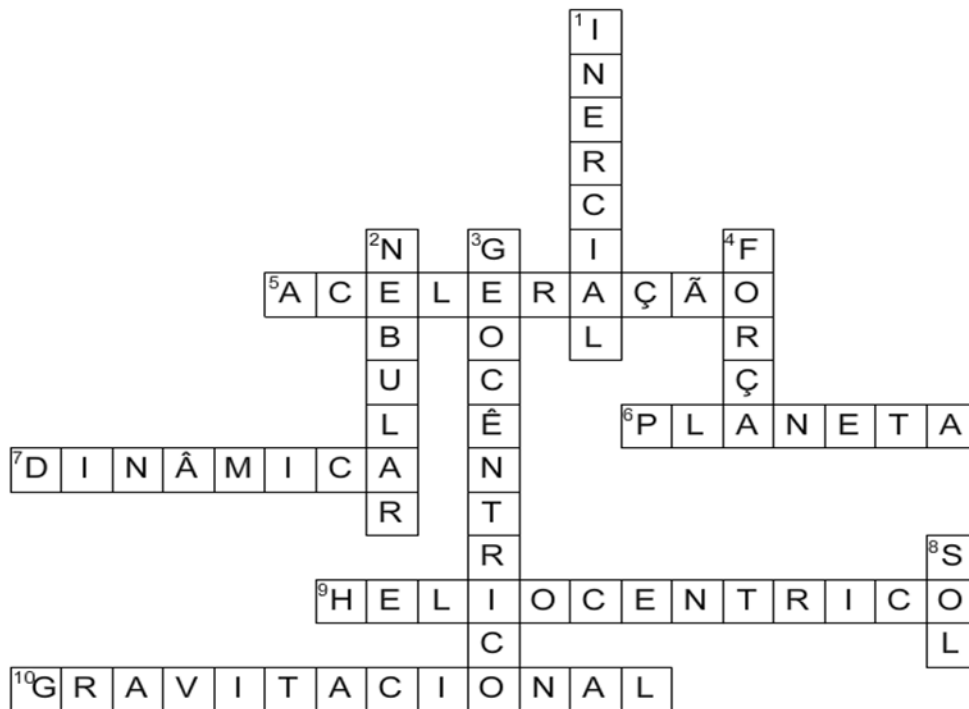 1 INERCIAL
2 NEBULAR
3 GEOCÊNTRICO
4 FORÇA
5 ACELERAÇÃO
6 PLANETA
7 DINÂMICA
8 SOL
9 HELIOCENTRICO
10 GRAVITACIONAL